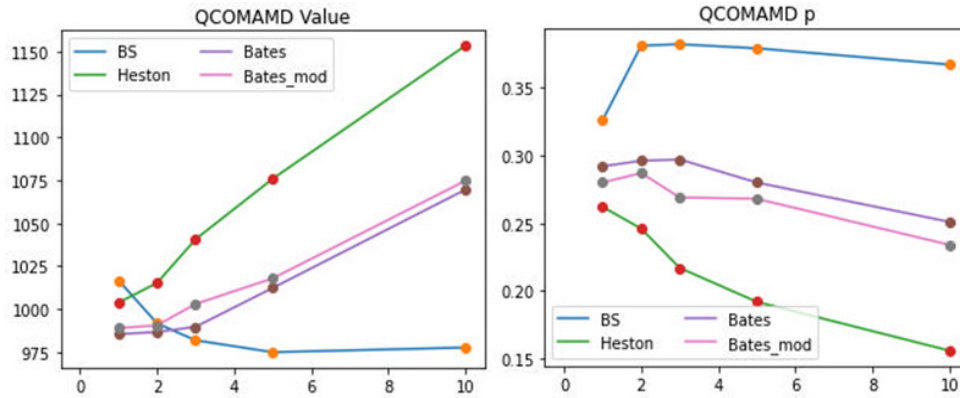 QCOMAMD Value
1150
1125
1100
1075
1050
1025
1000
975
0 2 4 6 8 10
BS Bates
Heston Bates_mod
QCOMAMD p
0.35
0.30
0.25
0.20
0.15
BS Bates
Heston Bates_mod
0 2 4 6 8 10